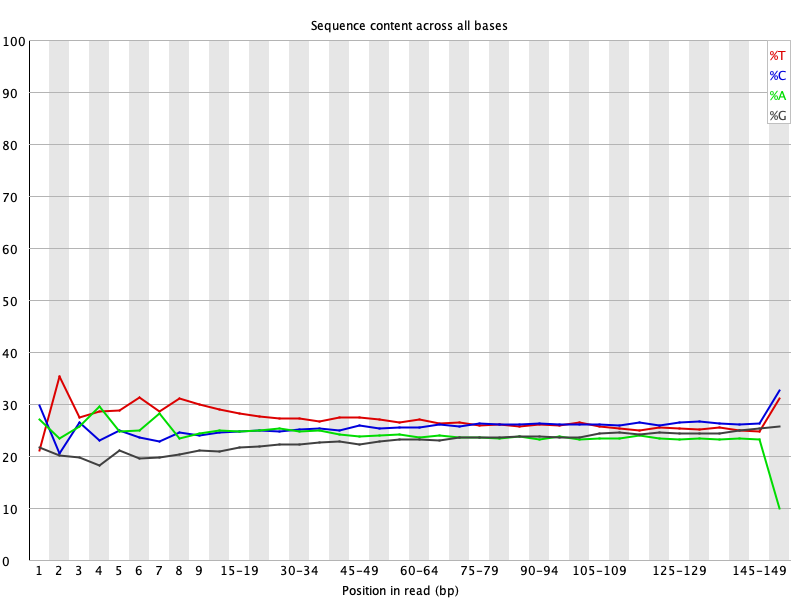 Sequence content across all bases
100
90
80
70
60
50
40
30
20
10
0
%T
%C
%A
%G
1 2 3 4 5 6 7 8 9 15-19 30-34 45-49 60-64 75-79 90-94 105-109 125-129 145-149
Position in read (bp)